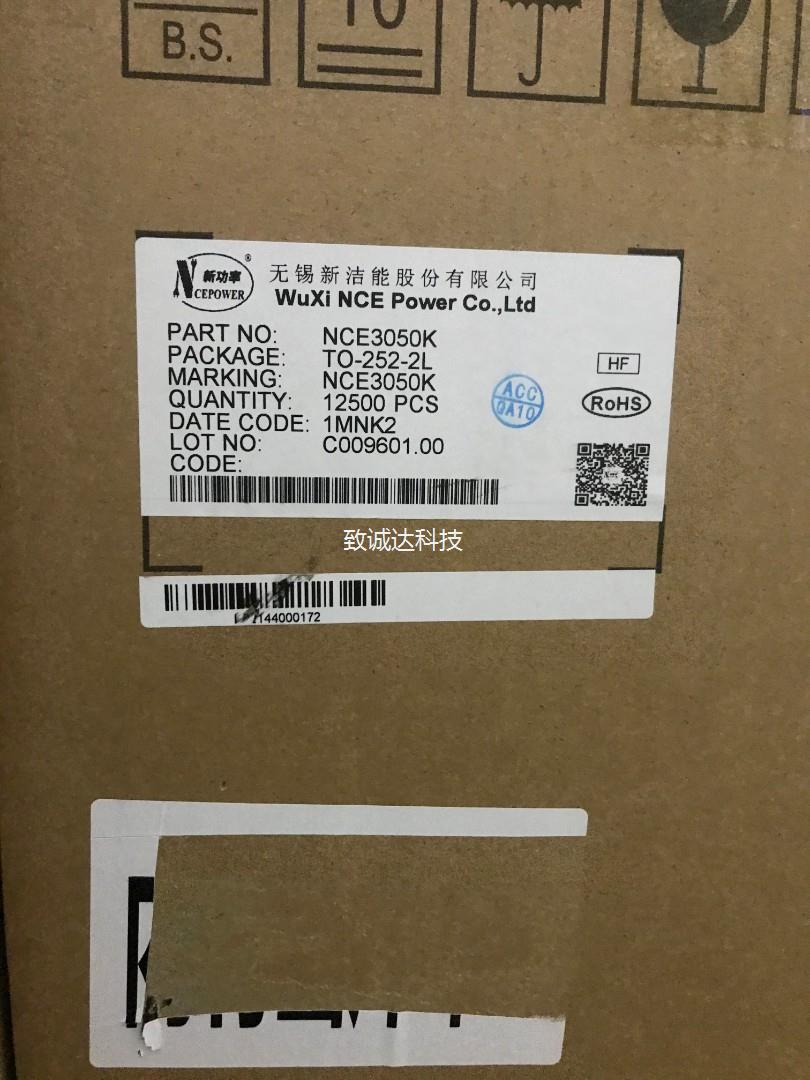 B.S.
10
新功率
NCEPOWER
®
无锡新洁能股份有限公司
WuXi NCE Power Co.,Ltd
PART NO: NCE3050K
PACKAGE: TO-252-2L
MARKING: NCE3050K
QUANTITY: 12500 PCS
DATE CODE: 1MNK2
LOT NO: C009601.00
CODE:
HF
ACC
QA10
RoHS
致诚达科技
144000172